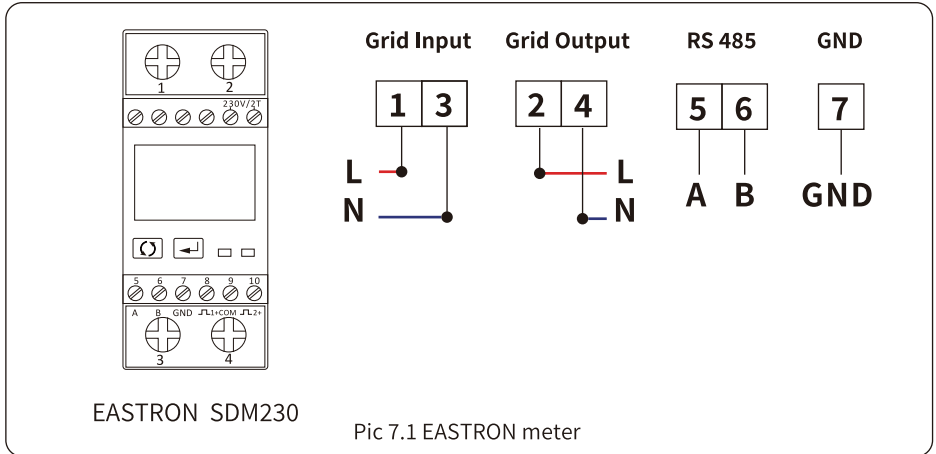 1 2
230V/2T
5 6 7 8 9 10
A B GND 1+COM 2+
3 4
EASTRON SDM230
Grid Input Grid Output RS 485 GND
1 3 2 4 5 6 7
L L
N N
A B GND
Pic 7.1 EASTRON meter